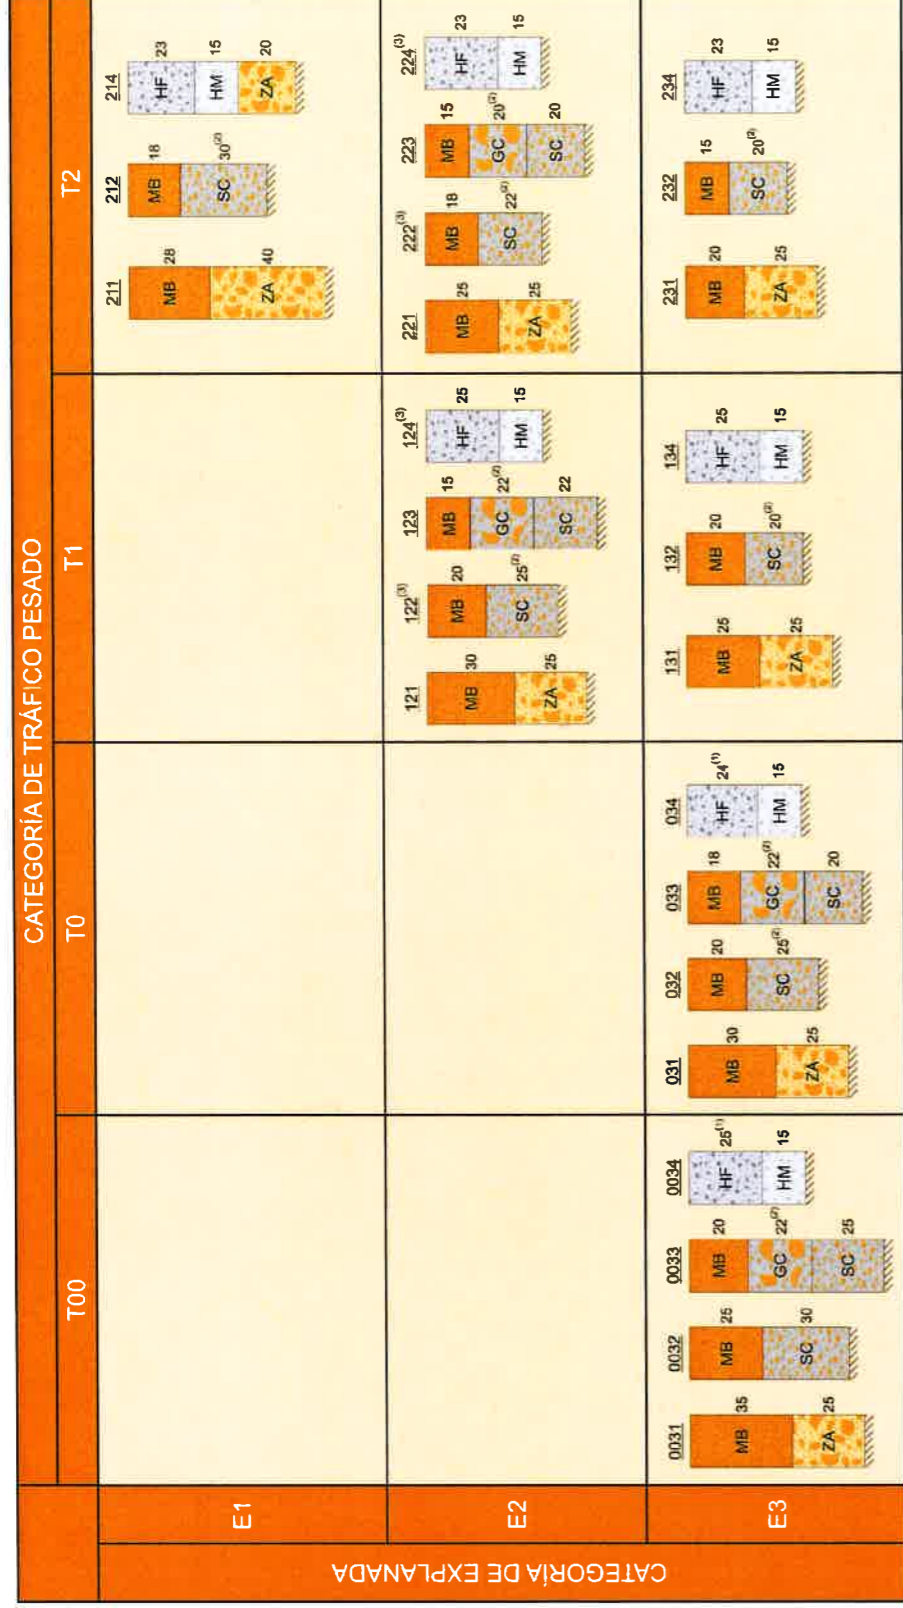 CATEGORÍA DE TRÁFICO PESADO
T00 T0 T1 T2
CATEGORÍA DE EXPLANADA
E1
211 212 214
MB 28
ZA 40
MB 18
SC 30(2)
HF 23
HM 15
ZA 20
E2
121 122(3) 123 124(3)
MB 30
ZA 25
MB 20
SC 25(2)
MB 15
GC 22(2)
SC 22
HF 25
HM 15
221 222(3) 223 224(3)
MB 25
ZA 25
MB 18
SC 22(2)
MB 15
GC 20(2)
SC 20
HF 23
HM 15
E3
0031 0032 0033 0034
MB 35
ZA 25
MB 25
SC 30
MB 20
GC 22(2)
SC 25
HF 25(1)
HM 15
031 032 033 034
MB 30
ZA 25
MB 20
SC 25(2)
MB 18
GC 22(2)
SC 20
HF 24(1)
HM 15
131 132 134
MB 25
ZA 25
MB 20
SC 20(2)
HF 25
HM 15
231 232 234
MB 20
ZA 25
MB 15
SC 20(2)
HF 23
HM 15